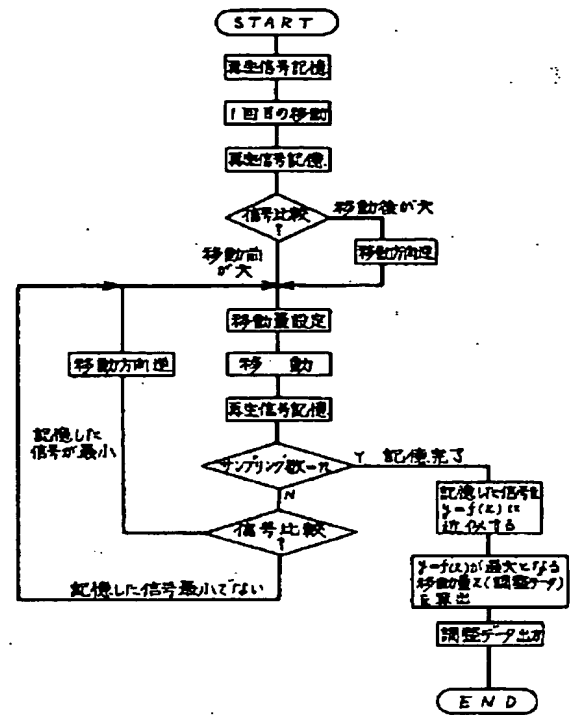 START
再生信号記憶
1回目の移動
再生信号記憶
信号比較
?
移動後が大
移動方向逆
移動前
が大
移動量設定
移動方向逆
移 動
再生信号記憶
記憶した
信号が最小
サンプリング数=n
Y 記憶完了
N
記憶した信号を
y=f(x)に
近似する
信号比較
?
y=f(x)が最大となる
移動量x(調整データ)
を算出
記憶した信号最小でない
調整データ出力
END